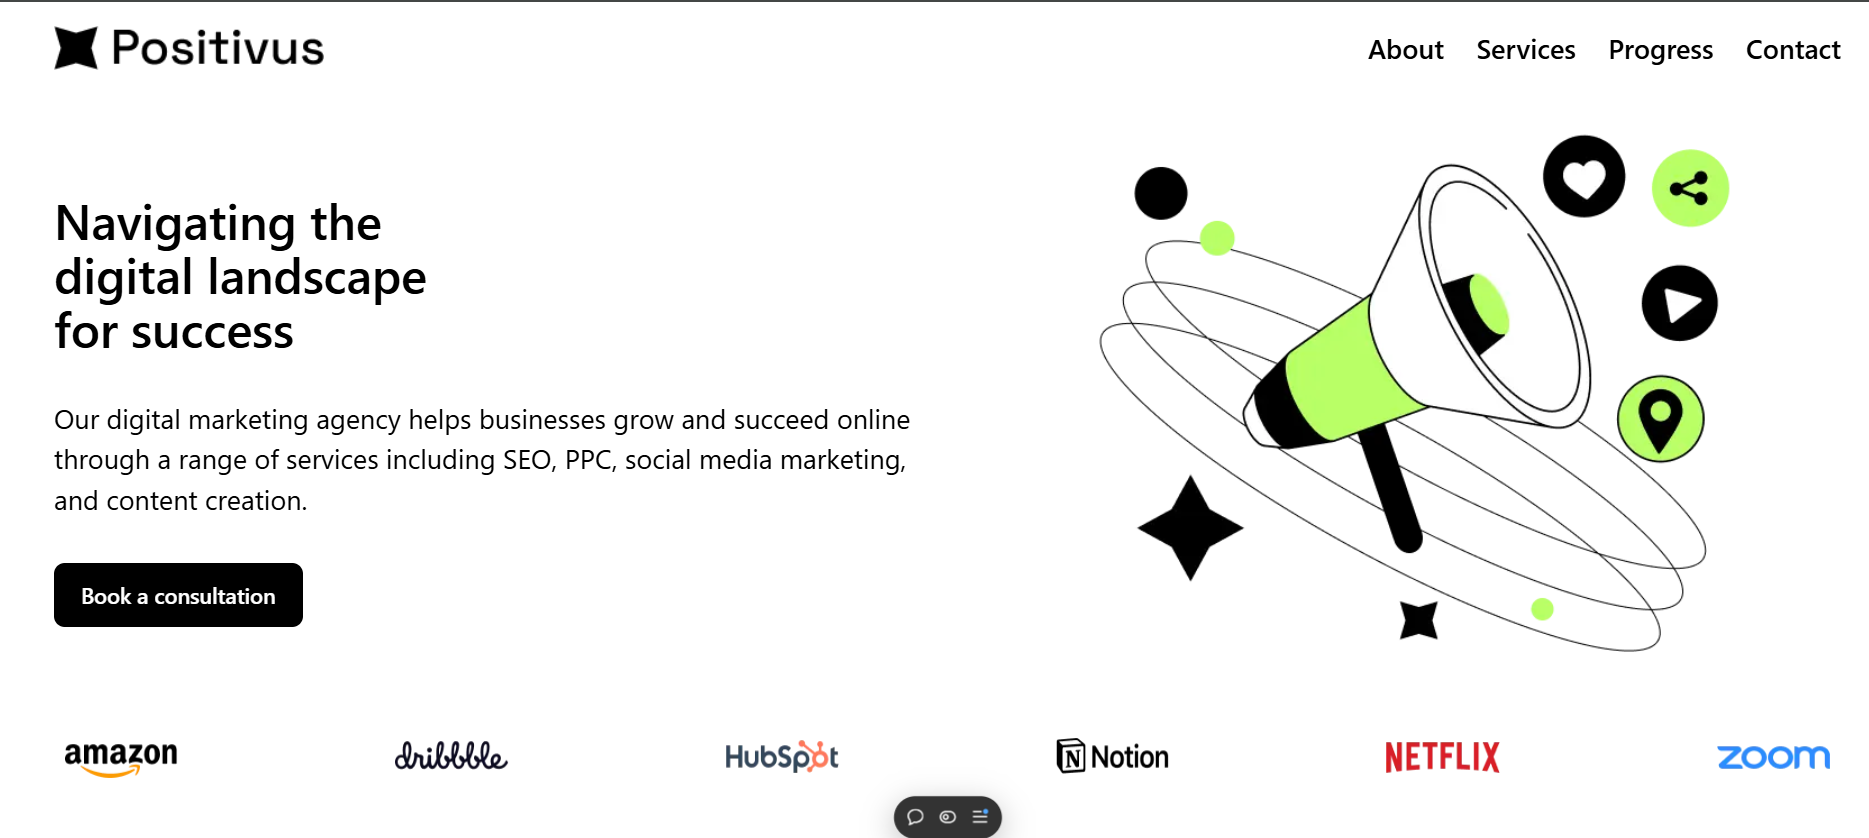 Positivus
About Services Progress Contact
Navigating the
digital landscape
for success
Our digital marketing agency helps businesses grow and succeed online
through a range of services including SEO, PPC, social media marketing,
and content creation.
Book a consultation
amazon dribbble HubSpot Notion NETFLIX zoom